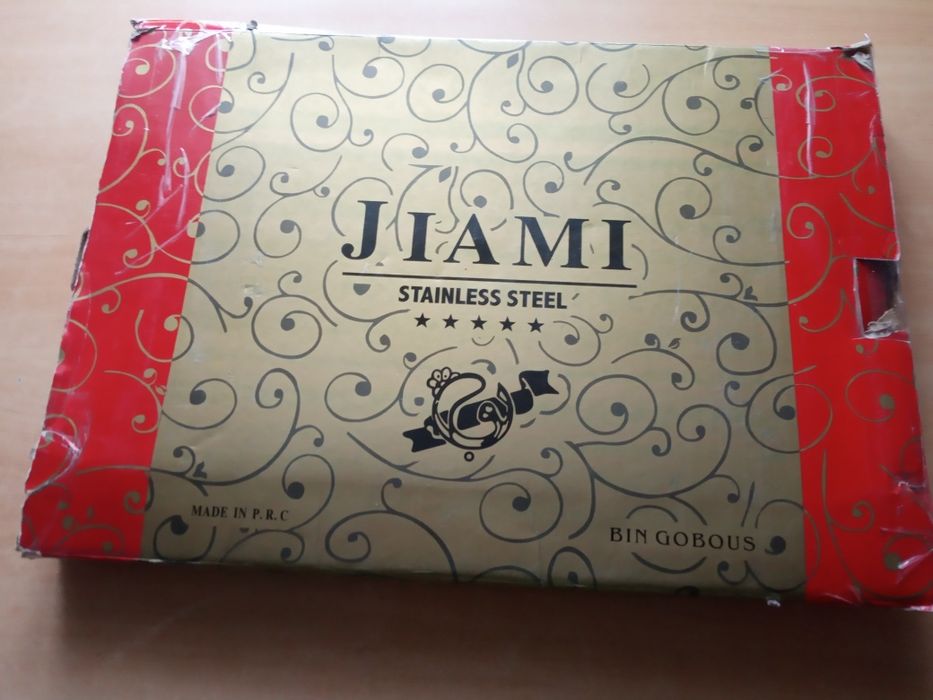 JIAMI
STAINLESS STEEL
MADE IN P. R. C
BIN GOBOUS